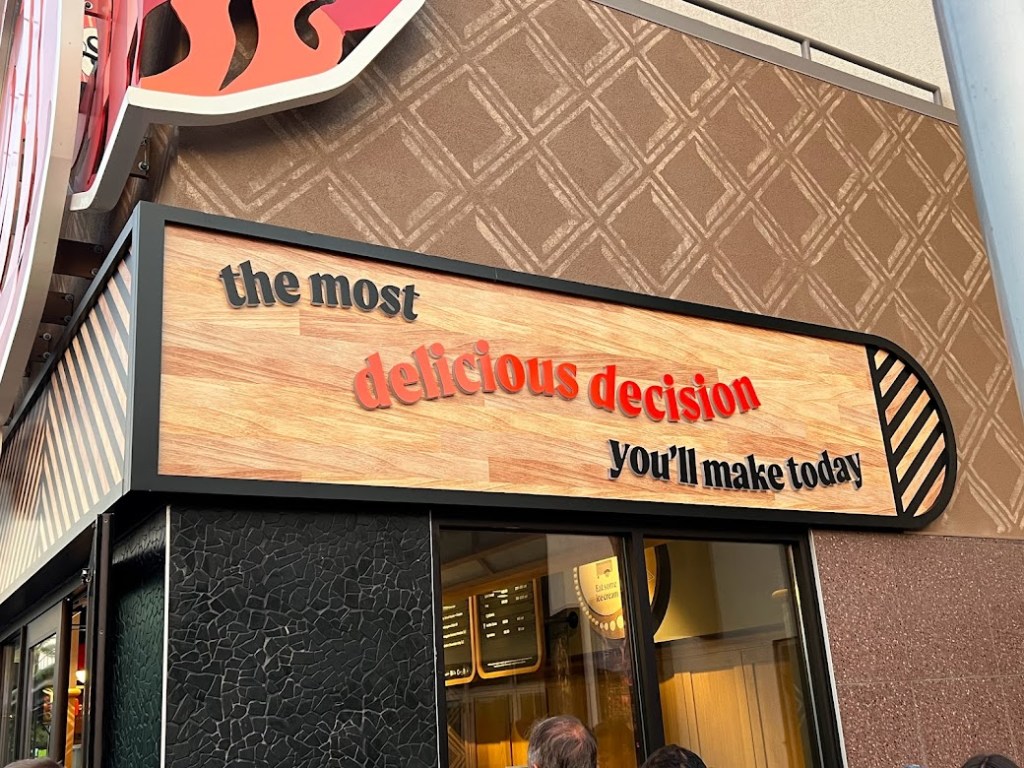 the most
delicious decision
you'll make today